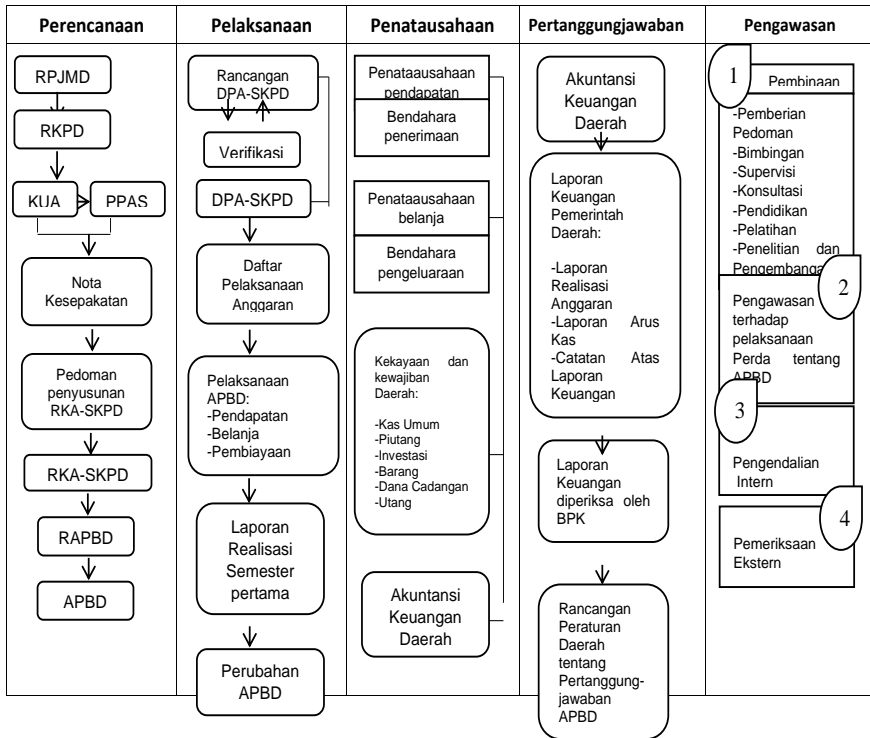 Perencanaan
Pelaksanaan
Penatausahaan
Pertanggungjawaban
Pengawasan
RPJMD
RKPD
KUA
PPAS
Nota
Kesepakatan
Pedoman
penyusunan
RKA-SKPD
RKA-SKPD
RAPBD
APBD
Rancangan
DPA-SKPD
Verifikasi
DPA-SKPD
Daftar
Pelaksanaan
Anggaran
Pelaksanaan
APBD:
-Pendapatan
-Belanja
-Pembiayaan
Laporan
Realisasi
Semester
pertama
Perubahan
APBD
Penataausahaan
pendapatan
Bendahara
penerimaan
Penataausahaan
belanja
Bendahara
pengeluaraan
Kekayaan dan
kewajiban
Daerah:
-Kas Umum
-Piutang
-Investasi
-Barang
-Dana Cadangan
-Utang
Akuntansi
Keuangan
Daerah
Akuntansi
Keuangan
Daerah
Laporan
Keuangan
Pemerintah
Daerah:
-Laporan
Realisasi
Anggaran
-Laporan Arus
Kas
-Catatan Atas
Laporan
Keuangan
Laporan
Keuangan
diperiksa oleh
BPK
Rancangan
Peraturan
Daerah
tentang
Pertanggung-
jawaban
APBD
1
Pembinaan
-Pemberian
Pedoman
-Bimbingan
-Supervisi
-Konsultasi
-Pendidikan
-Pelatihan
-Penelitian dan
Pengembanga
2
Pengawasan
terhadap
pelaksanaan
Perda tentang
APBD
3
Pengendalian
Intern
4
Pemeriksaan
Ekstern